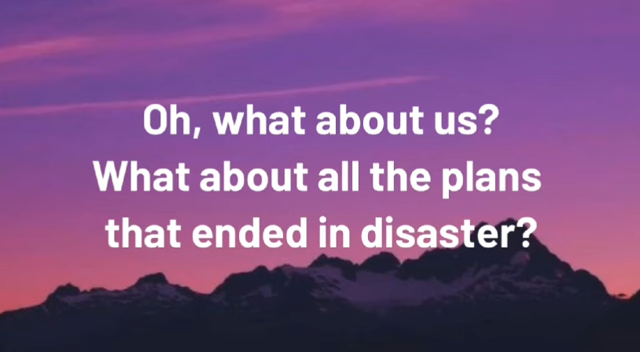 Oh, what about us?
What about all the plans
that ended in disaster?